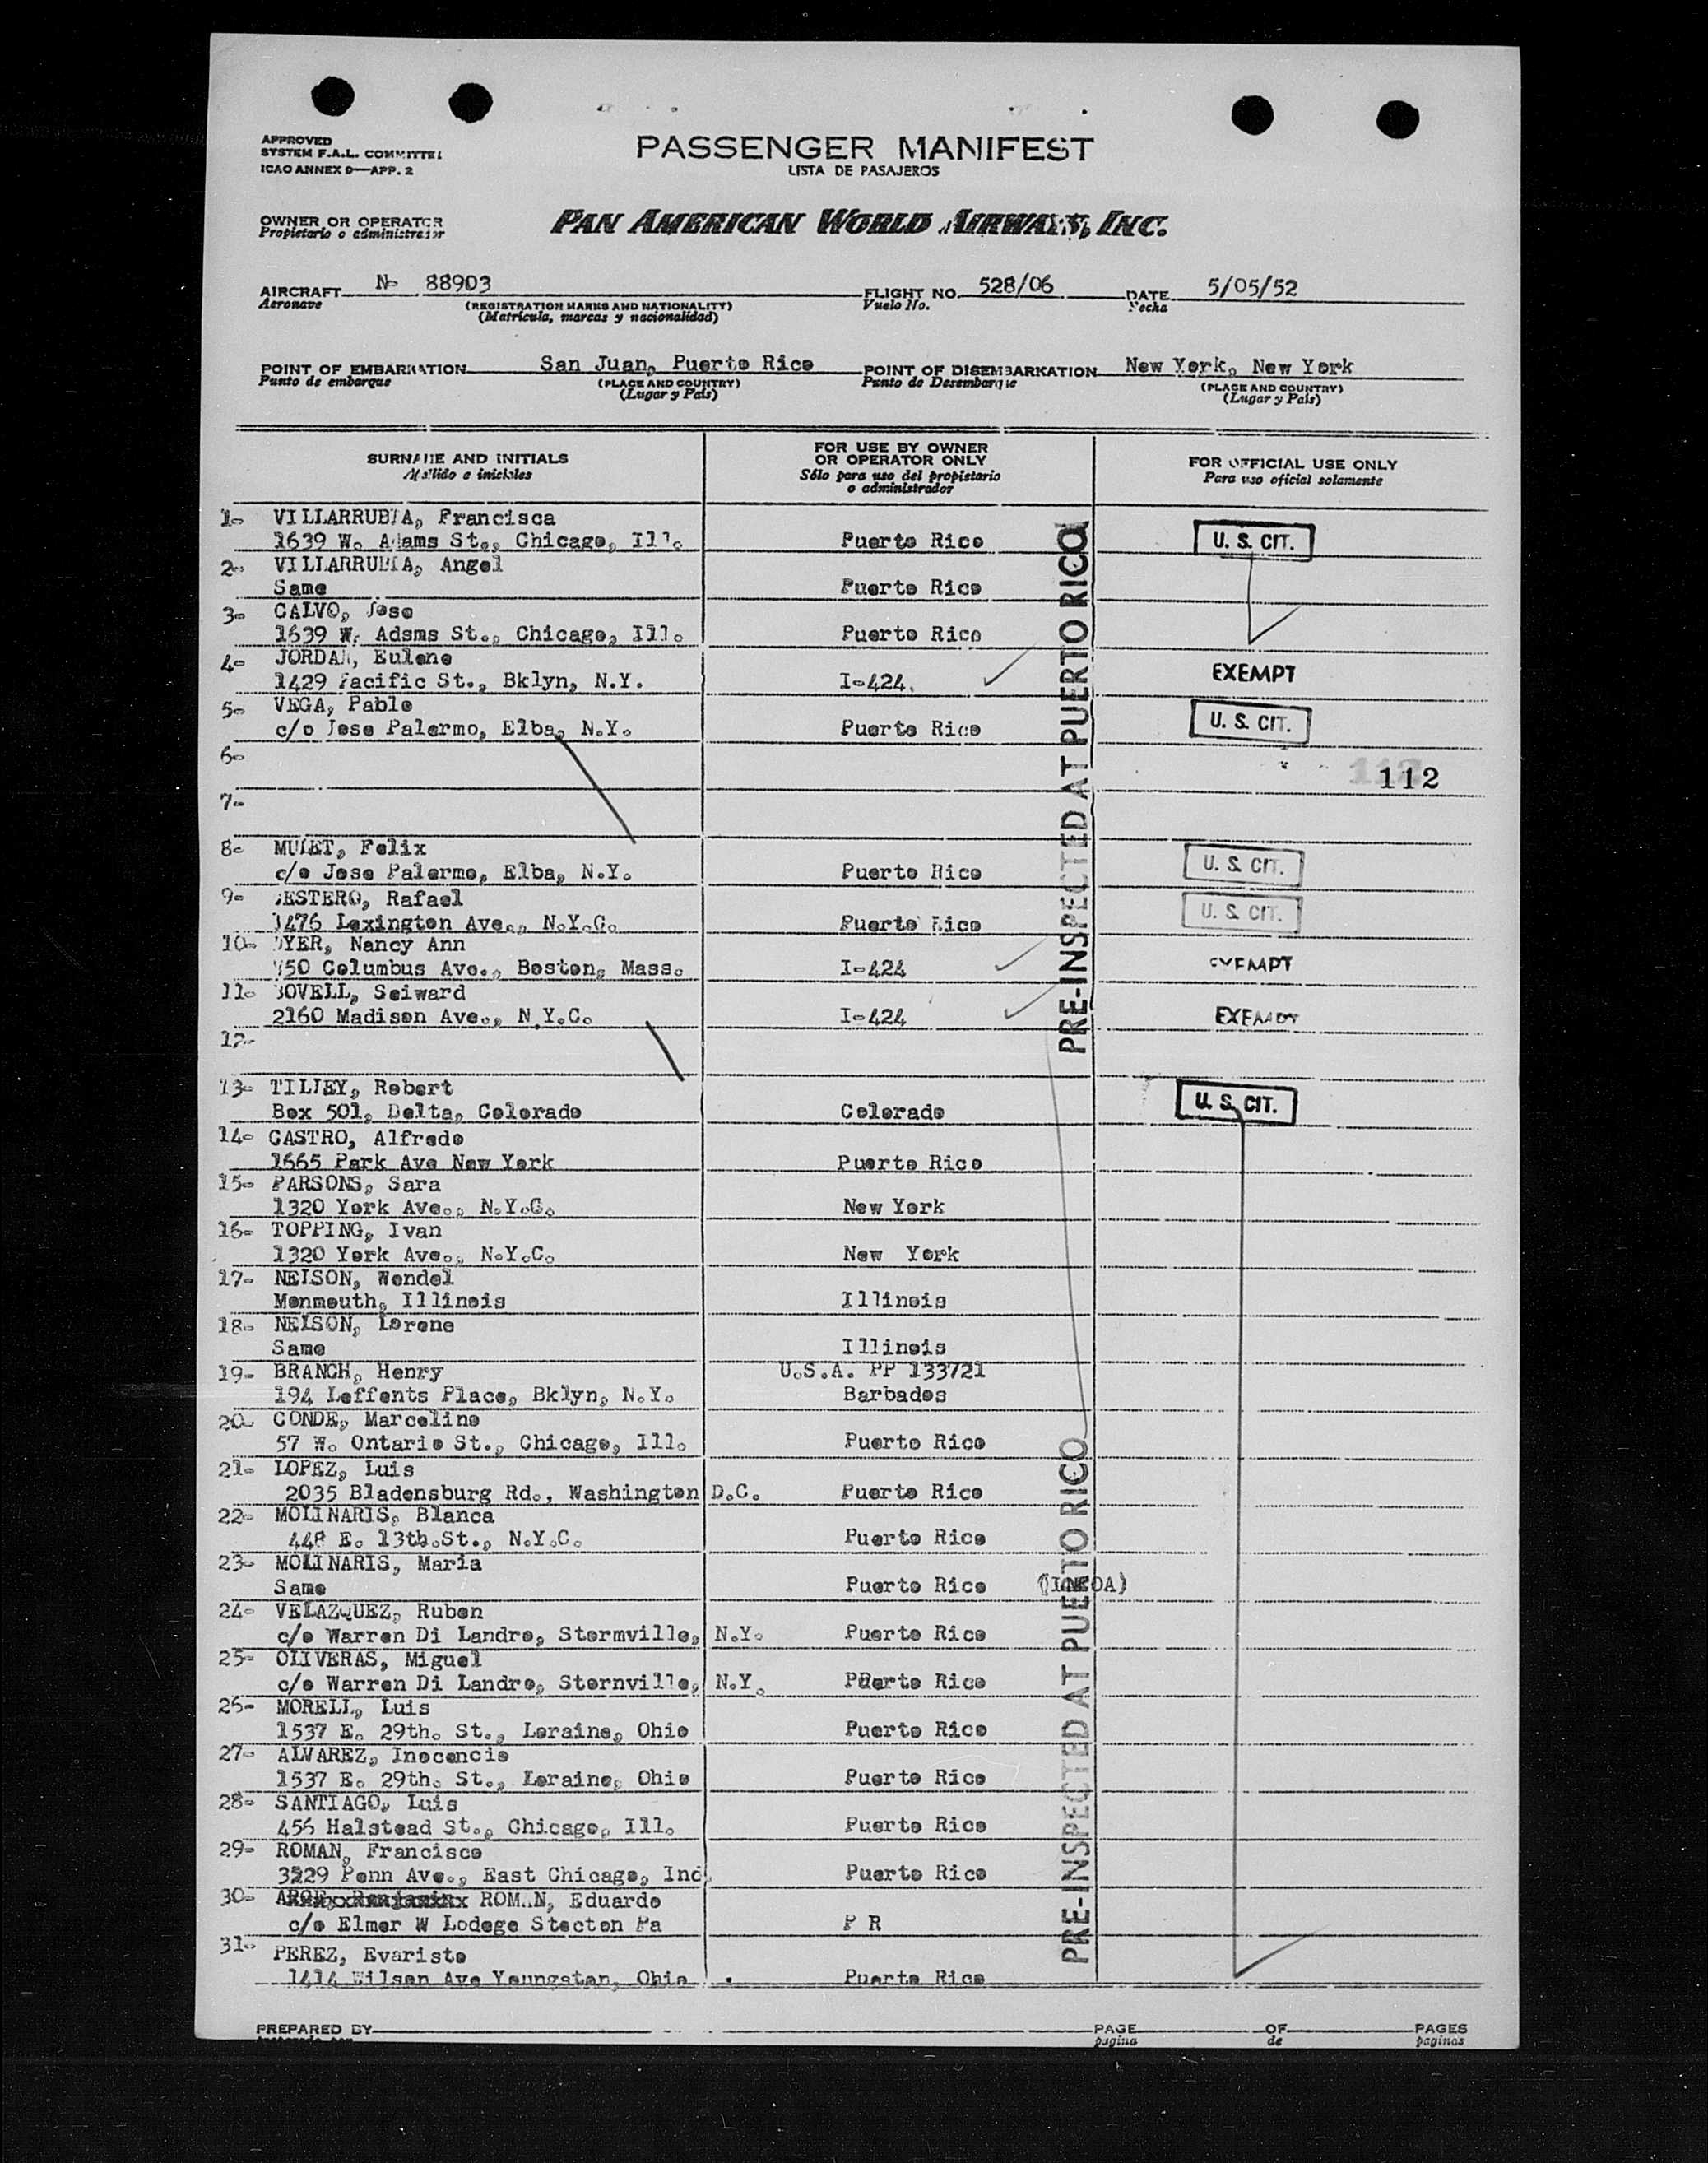 APPROVED
SYSTEM F.A.L. COMMITTEE
ICAO ANNEX 9—APP. 2
PASSENGER MANIFEST
LISTA DE PASAJEROS
OWNER OR OPERATOR
Propietario o administrador
PAN AMERICAN WORLD AIRWAYS, INC.
AIRCRAFT N- 88903
Aeronave
(REGISTRATION MARKS AND NATIONALITY)
(Matrícula, marcas y nacionalidad)
FLIGHT NO. 528/06
Vuelo No.
DATE 5/05/52
Fecha
POINT OF EMBARKATION San Juan, Puerto Rico
Punto de embarque
(PLACE AND COUNTRY)
(Lugar y País)
POINT OF DISEMBARKATION New York, New York
Punto de Desembarque
(PLACE AND COUNTRY)
(Lugar y País)
SURNAME AND INITIALS
iniciales
FOR USE BY OWNER
OR OPERATOR ONLY
Sólo para uso del propietario
o administrador
FOR OFFICIAL USE ONLY
Para uso oficial solamente
1- VILLARRUBIA, Francisca
1639 W. Adams St., Chicago, Ill. Puerto Rico U. S. CIT.
2- VILLARRUBIA, Angel
Same Puerto Rico
3- CALVO, Jose
1639 W. Adsms St., Chicago, Ill. Puerto Rico
4- JORDAN, Eulene
1429 Pacific St., Bklyn, N.Y. I-424 EXEMPT
5- VEGA, Pablo
c/o Jose Palermo, Elba, N.Y. Puerto Rico U. S. CIT.
6-
112
7-
8- Felix
c/o Jose Palermo, Elba, N.Y. Puerto Rico U. S. CIT.
9- Rafael
1476 Lexington Ave., N.Y.C. Puerto Rico U. S. CIT.
10- DYER, Nancy Ann
Columbus Ave., Boston, Mass. I-424 EXEMPT
11- BOVELL, Seiward
2160 Madison Ave., N.Y.C. I-424 EXEMPT
12-
13- Robert
Box 501, Delta, Colorado Colorado U. S. CIT.
14- CASTRO, Alfredo
1665 Park Ave New York Puerto Rico
15- PARSONS, Sara
1320 York Ave., N.Y.C. New York
16- TOPPING, Ivan
1320 York Ave., N.Y.C. New York
17- NELSON, Wendel
Monmouth, Illinois Illinois
18- NELSON, Lorene
Same Illinois
19- BRANCH, Henry U.S.A. PP 133721
194 Leffents Place, Bklyn, N.Y. Barbados
20- CONDE, Marcelino
57 W. Ontario St., Chicago, Ill. Puerto Rico
21- LOPEZ, Luis
2035 Bladensburg Rd., Washington D.C. Puerto Rico
22- MOLINARIS, Blanca
448 E. 13th.St., N.Y.C. Puerto Rico
23- MOLINARIS, Maria
Same Puerto Rico
24- VELAZQUEZ, Ruben
c/o Warren Di Landro, Stormville, N.Y. Puerto Rico
25- OLIVERAS, Miguel
c/o Warren Di Landro, Stornville, N.Y. Puerto Rico
26- MORELL, Luis
1537 E. 29th. St., Loraine, Ohio Puerto Rico
27- ALVAREZ, Inocencio
1537 E. 29th. St., Loraine, Ohio Puerto Rico
28- SANTIAGO, Luis
456 Halstead St., Chicago, Ill. Puerto Rico
29- ROMAN, Francisco
Penn Ave., East Chicago, Ind. Puerto Rico
30- ROMAN, Eduardo
c/o Elmer W Lodege Stecton Pa P R
31- PEREZ, Evaristo
1414 Wilson Ave Youngstan, Ohio Puerto Rico
PRE-INSPECTED AT PUERTO RICO
PRE-INSPECTED AT PUERTO RICO
PREPARED BY
PAGE OF PAGES
página de páginas